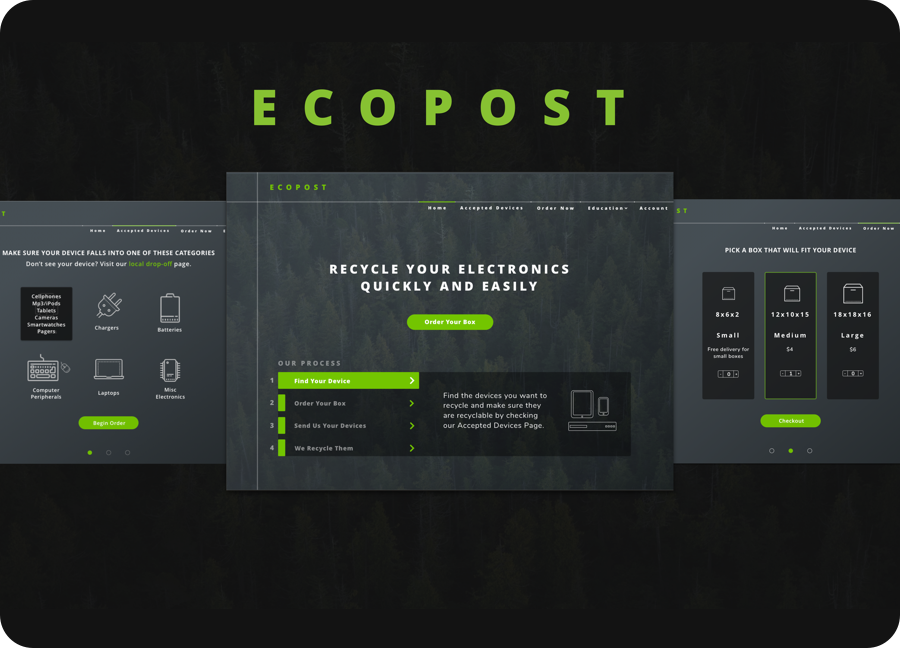 ECOPOST
T
Home Accepted Devices Order Now
MAKE SURE YOUR DEVICE FALLS INTO ONE OF THESE CATEGORIES
Don't see your device? Visit our local drop-off page.
Cellphones
Mp3/iPods
Tablets
Cameras
Smartwatches
Pagers
Chargers
Batteries
Computer
Peripherals
Laptops
Misc
Electronics
Begin Order
ECOPOST
Home Accepted Devices Order Now Education Account
RECYCLE YOUR ELECTRONICS
QUICKLY AND EASILY
Order Your Box
OUR PROCESS
1 Find Your Device
2 Order Your Box
3 Send Us Your Devices
4 We Recycle Them
Find the devices you want to
recycle and make sure they
are recyclable by checking
our Accepted Devices Page.
ST
Home Accepted Devices Order Now
PICK A BOX THAT WILL FIT YOUR DEVICE
8x6x2
Small
Free delivery for
small boxes
- 0 +
12x10x15
Medium
$4
- 1 +
18x18x16
Large
$6
- 0 +
Checkout